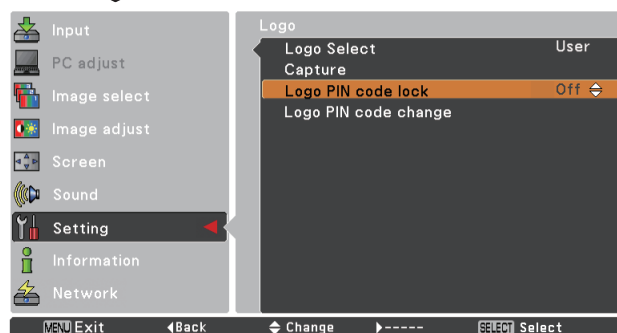 Input
PC adjust
Image select
Image adjust
Screen
Sound
Setting
Information
Network
Logo
Logo Select User
Capture
Logo PIN code lock Off
Logo PIN code change
MENU Exit Back Change ----- SELECT Select